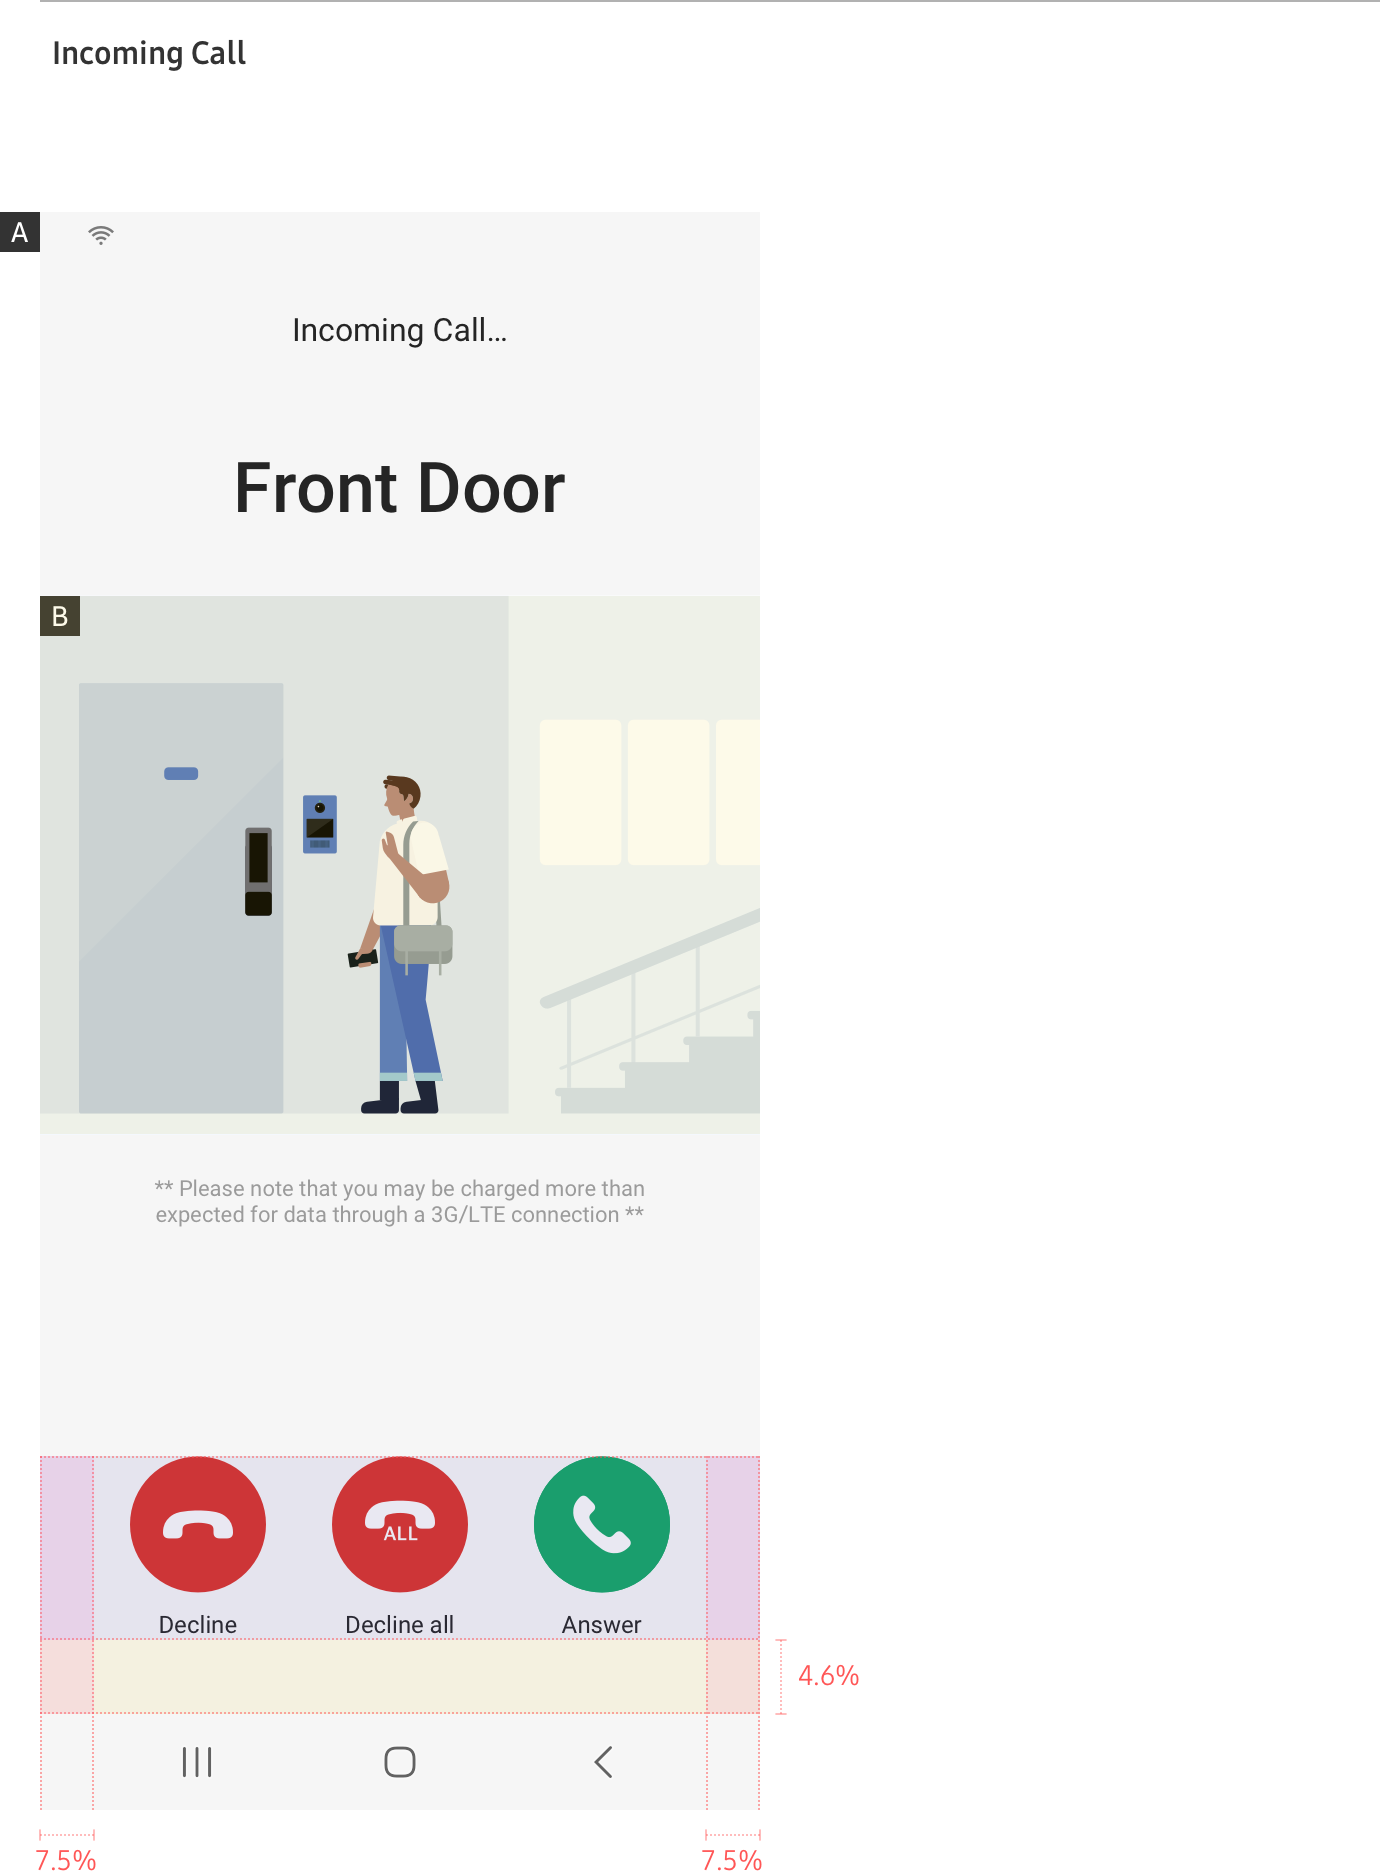 Incoming Call
A
Incoming Call...
Front Door
B
** Please note that you may be charged more than
expected for data through a 3G/LTE connection **
ALL
Decline
Decline all
Answer
4.6%
7.5%
7.5%